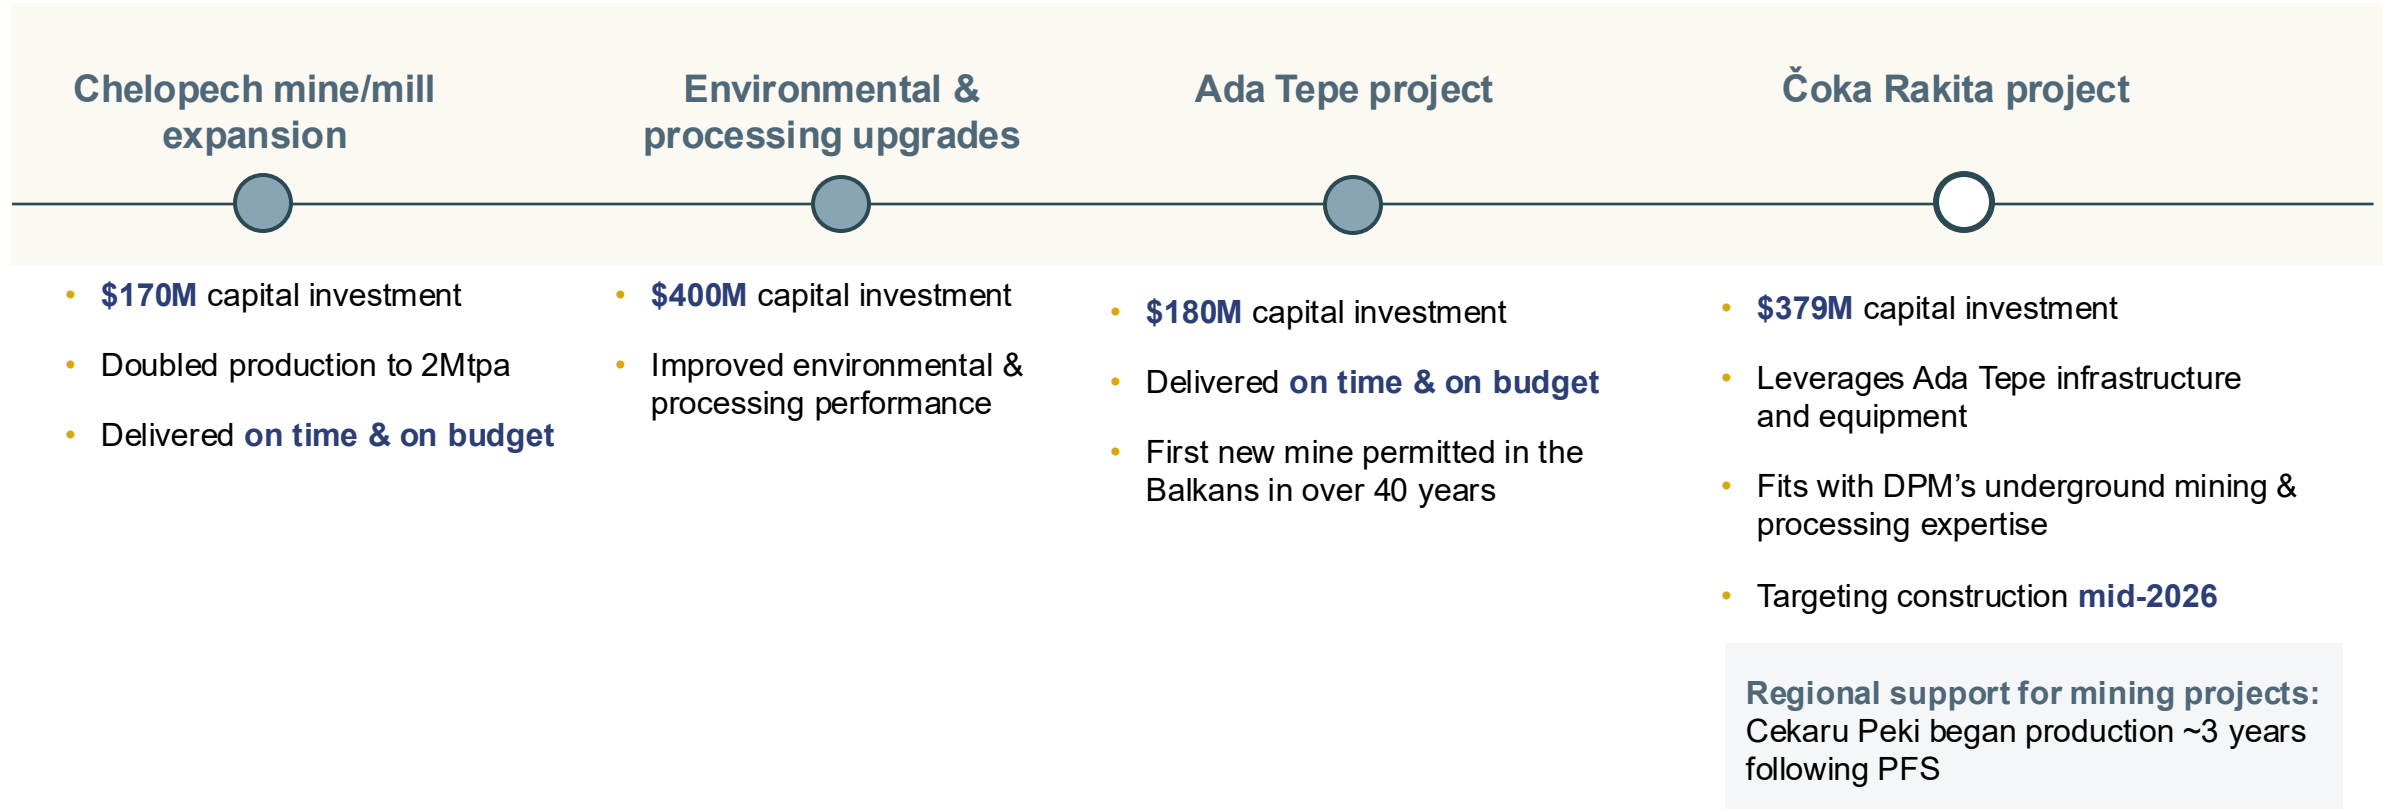 Chelopech mine/mill
expansion
Environmental &
processing upgrades
Ada Tepe project
Čoka Rakita project
• $170M capital investment
• Doubled production to 2Mtpa
• Delivered on time & on budget
• $400M capital investment
• Improved environmental &
processing performance
• $180M capital investment
• Delivered on time & on budget
• First new mine permitted in the
Balkans in over 40 years
• $379M capital investment
• Leverages Ada Tepe infrastructure
and equipment
• Fits with DPM’s underground mining &
processing expertise
• Targeting construction mid-2026
Regional support for mining projects:
Cekaru Peki began production ~3 years
following PFS